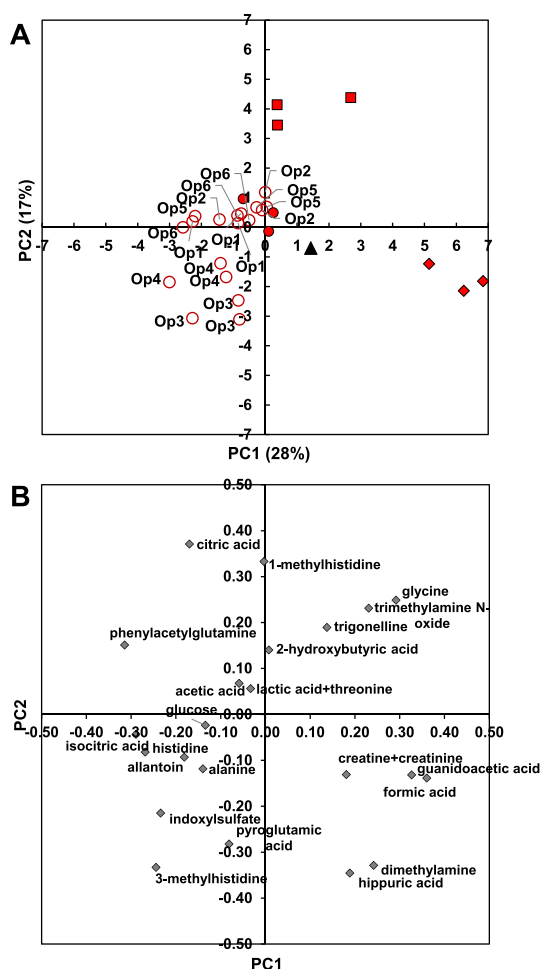 A
7
6
5
4
3
2
1
0
-1
-2
-3
-4
-5
-6
-7
-7 -6 -5 -4 -3 -2 -1 0 1 2 3 4 5 6 7
PC2 (17%)
PC1 (28%)
Op6
Op2
Op6
Op5
Op2
Op5
Op2
Op6
Op1
Op1
Op1
Op4
Op4
Op4
Op3
Op3
Op3
B
0.50
0.40
0.30
0.20
0.10
0.00
-0.10
-0.20
-0.30
-0.40
-0.50
-0.50 -0.40 -0.30 -0.20 -0.10 0.00 0.10 0.20 0.30 0.40 0.50
PC2
PC1
citric acid
1-methylhistidine
glycine
trimethylamine N-
oxide
trigonelline
phenylacetylglutamine
2-hydroxybutyric acid
acetic acid
lactic acid+threonine
glucose
isocitric acid
histidine
allantoin
alanine
creatine+creatinine
guanidoacetic acid
formic acid
indoxylsulfate
pyroglutamic
acid
3-methylhistidine
dimethylamine
hippuric acid